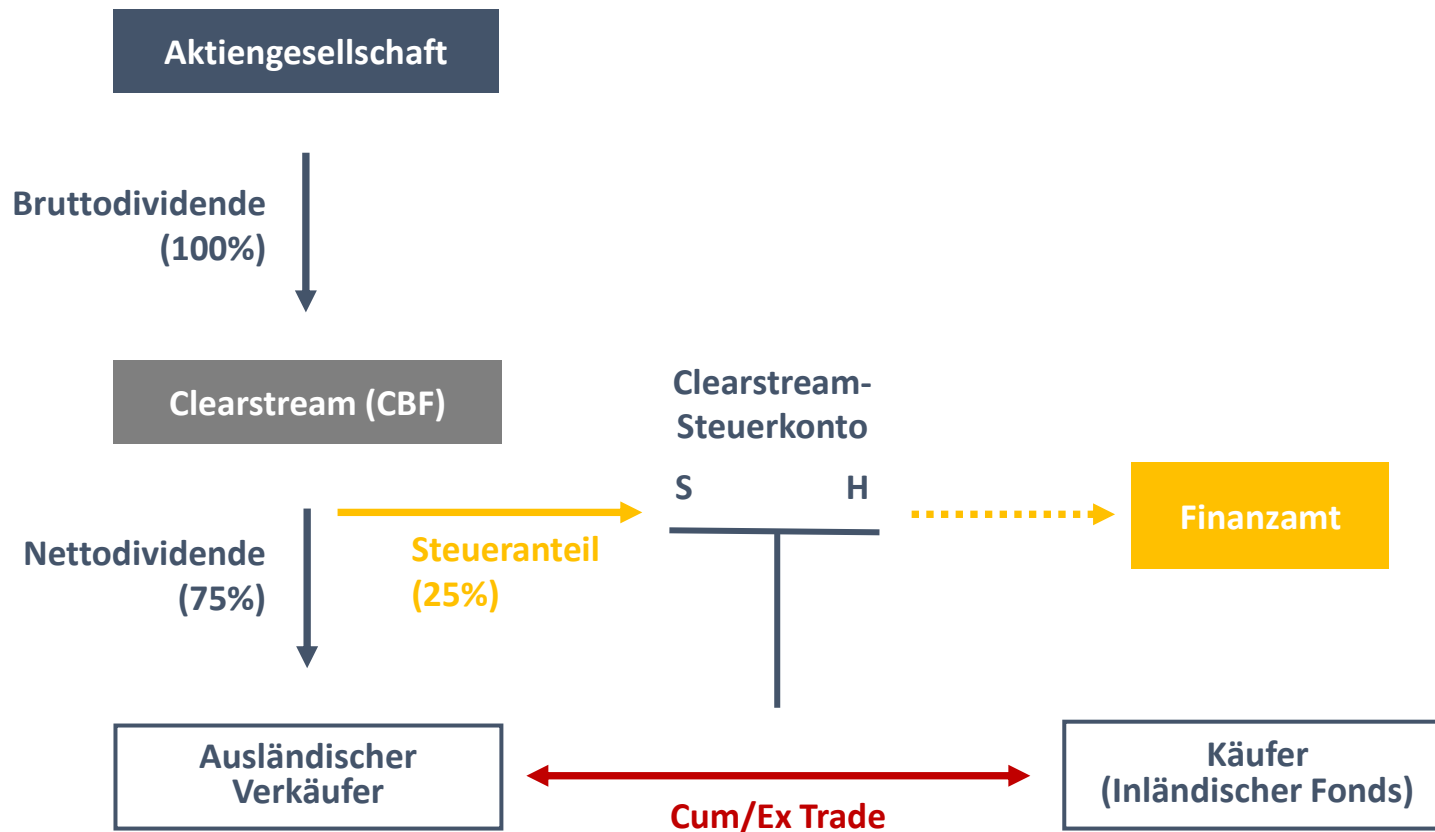 Aktiengesellschaft
Bruttodividende
(100%)
Clearstream (CBF)
Clearstream-
Steuerkonto
S H
Finanzamt
Nettodividende
(75%)
Steueranteil
(25%)
Ausländischer
Verkäufer
Cum/Ex Trade
Käufer
(Inländischer Fonds)